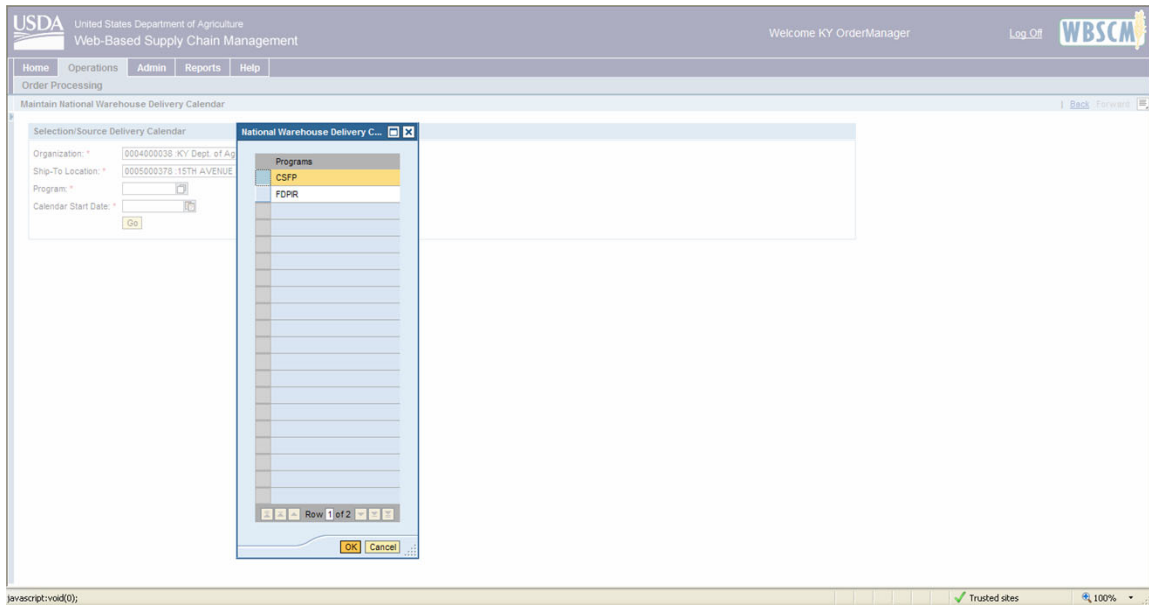 USDA United States Department of Agriculture
Web-Based Supply Chain Management
Welcome KY OrderManager
Log Off
WBSCM
Home Operations Admin Reports Help
Order Processing
Maintain National Warehouse Delivery Calendar
| Back Forward
Selection/Source Delivery Calendar
Organization: * 0004000038 :KY Dept. of Ag
Ship-To Location: * 0005000378 :15TH AVENUE
Program: *
Calendar Start Date: *
Go
National Warehouse Delivery C...
Programs
CSFP
FDPIR
Row 1 of 2
OK Cancel
javascript:void(0);
Trusted sites
100%